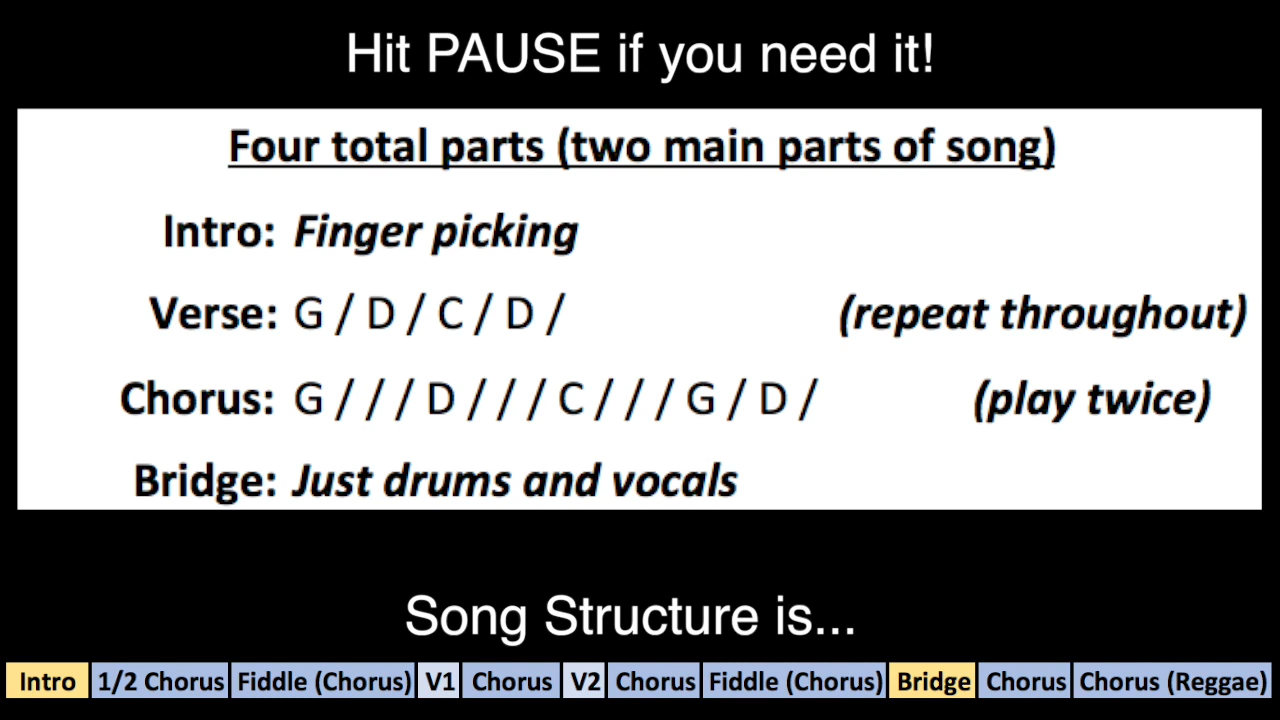 Hit PAUSE if you need it!
Four total parts (two main parts of song)
Intro: Finger picking
Verse: G / D / C / D / (repeat throughout)
Chorus: G / / / D / / / C / / / G / D / (play twice)
Bridge: Just drums and vocals
Song Structure is...
Intro 1/2 Chorus Fiddle (Chorus) V1 Chorus V2 Chorus Fiddle (Chorus) Bridge Chorus Chorus (Reggae)